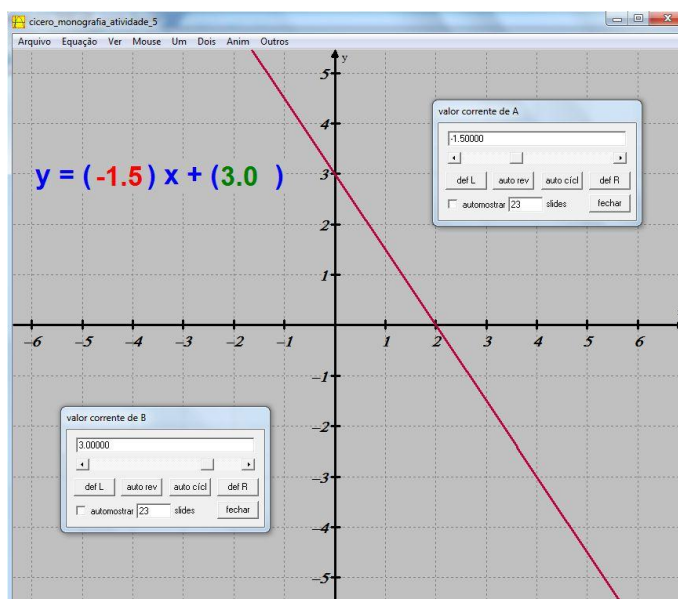 cicero_monografia_atividade_5
Arquivo Equação Ver Mouse Um Dois Anim Outros
y
5
4
3
2
1
y = (-1.5) x + (3.0 )
valor corrente de A
-1.50000
def L auto rev auto cícl def R
automostrar 23 slides fechar
-6 -5 -4 -3 -2 -1 1 2 3 4 5 6
-1
-2
-3
-4
-5
valor corrente de B
3.00000
def L auto rev auto cícl def R
automostrar 23 slides fechar